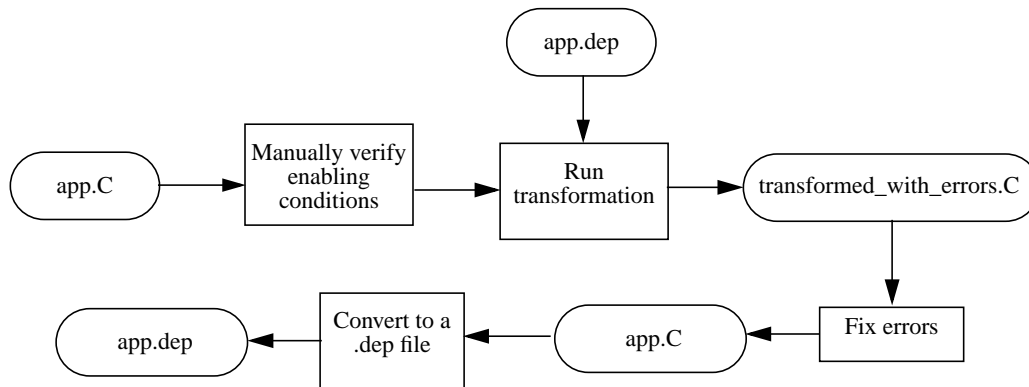 app.dep
app.C
Manually verify
enabling
conditions
Run
transformation
transformed_with_errors.C
app.dep
Convert to a
.dep file
app.C
Fix errors